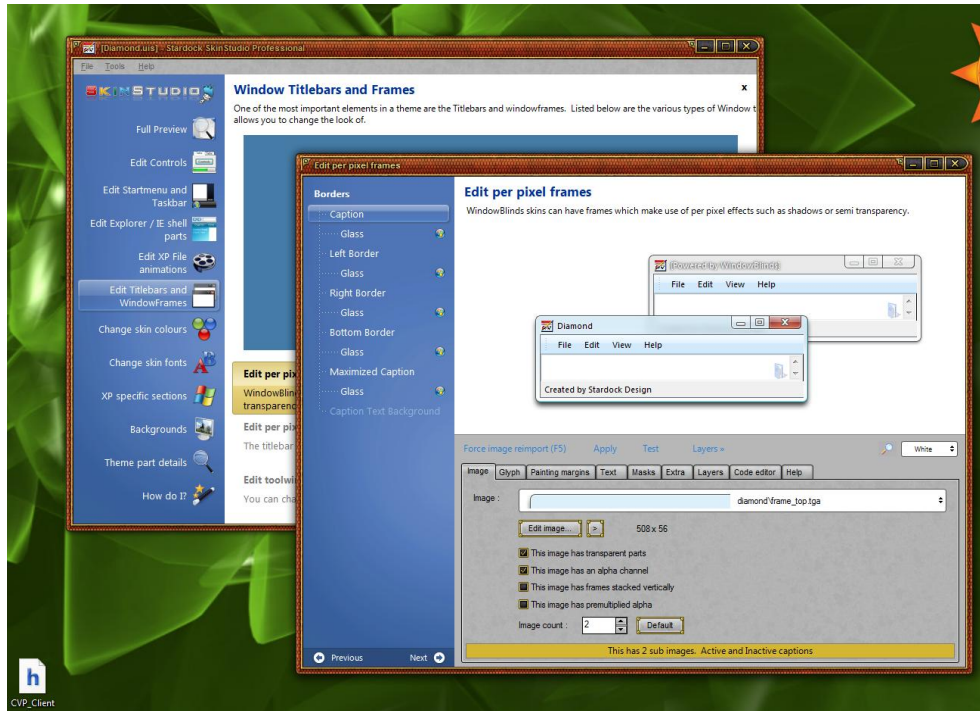 [Diamond.uis] - Stardock SkinStudio Professional
File Tools Help
SKINSTUDIO
Full Preview
Edit Controls
Edit Startmenu and
Taskbar
Edit Explorer / IE shell
parts
Edit XP File
animations
Edit Titlebars and
WindowFrames
Change skin colours
Change skin fonts
XP specific sections
Backgrounds
Theme part details
How do I?
Window Titlebars and Frames
x
One of the most important elements in a theme are the Titlebars and windowframes. Listed below are the various types of Window t
allows you to change the look of.
Edit per pix
WindowBlin
transparenc
Edit per pix
The titlebar
Edit toolwi
You can cha
Edit per pixel frames
Borders
Caption
Glass
Left Border
Glass
Right Border
Glass
Bottom Border
Glass
Maximized Caption
Glass
Caption Text Background
Previous Next
Edit per pixel frames
WindowBlinds skins can have frames which make use of per pixel effects such as shadows or semi transparency.
[Powered by WindowBlinds]
File Edit View Help
Diamond
File Edit View Help
Created by Stardock Design
Force image reimport (F5) Apply Test Layers »
White
Image Glyph Painting margins Text Masks Extra Layers Code editor Help
Image : diamond\frame_top.tga
Edit image... > 508 x 56
This image has transparent parts
This image has an alpha channel
This image has frames stacked vertically
This image has premultiplied alpha
Image count : 2 Default
This has 2 sub images. Active and Inactive captions
h
CVP_Client